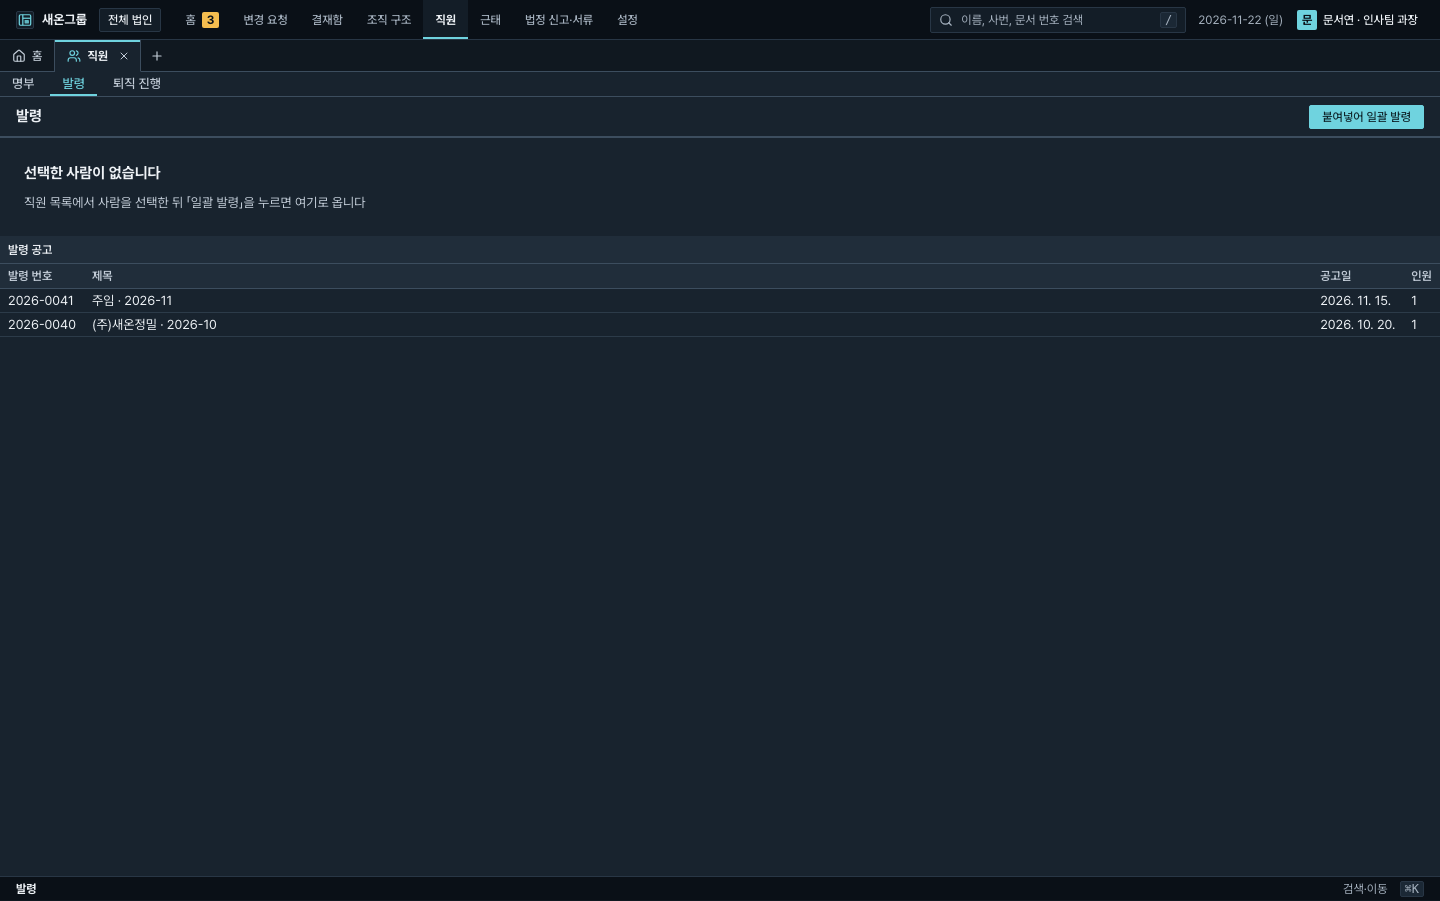 새온그룹 전체 법인 홈 3 변경 요청 결재함 조직 구조 직원 근태 법정 신고·서류 설정 이름, 사번, 문서 번호 검색 / 2026-11-22 (일) 문 문서연 · 인사팀 과장
홈 직원
명부 발령 퇴직 진행
발령 붙여넣어 일괄 발령
선택한 사람이 없습니다
직원 목록에서 사람을 선택한 뒤 「일괄 발령」을 누르면 여기로 옵니다
발령 공고
발령 번호 제목 공고일 인원
2026-0041 주임 · 2026-11 2026. 11. 15. 1
2026-0040 (주)새온정밀 · 2026-10 2026. 10. 20. 1
발령 검색·이동 ⌘K